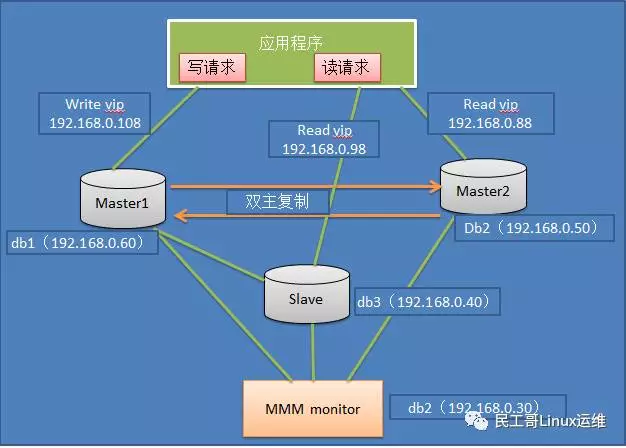 应用程序
写请求
读请求
Write vip
192.168.0.108
Read vip
192.168.0.98
Read vip
192.168.0.88
Master1
双主复制
Master2
db1（192.168.0.60）
Db2（192.168.0.50）
Slave
db3（192.168.0.40）
MMM monitor
db2（192.168.0.30）
民工哥Linux运维